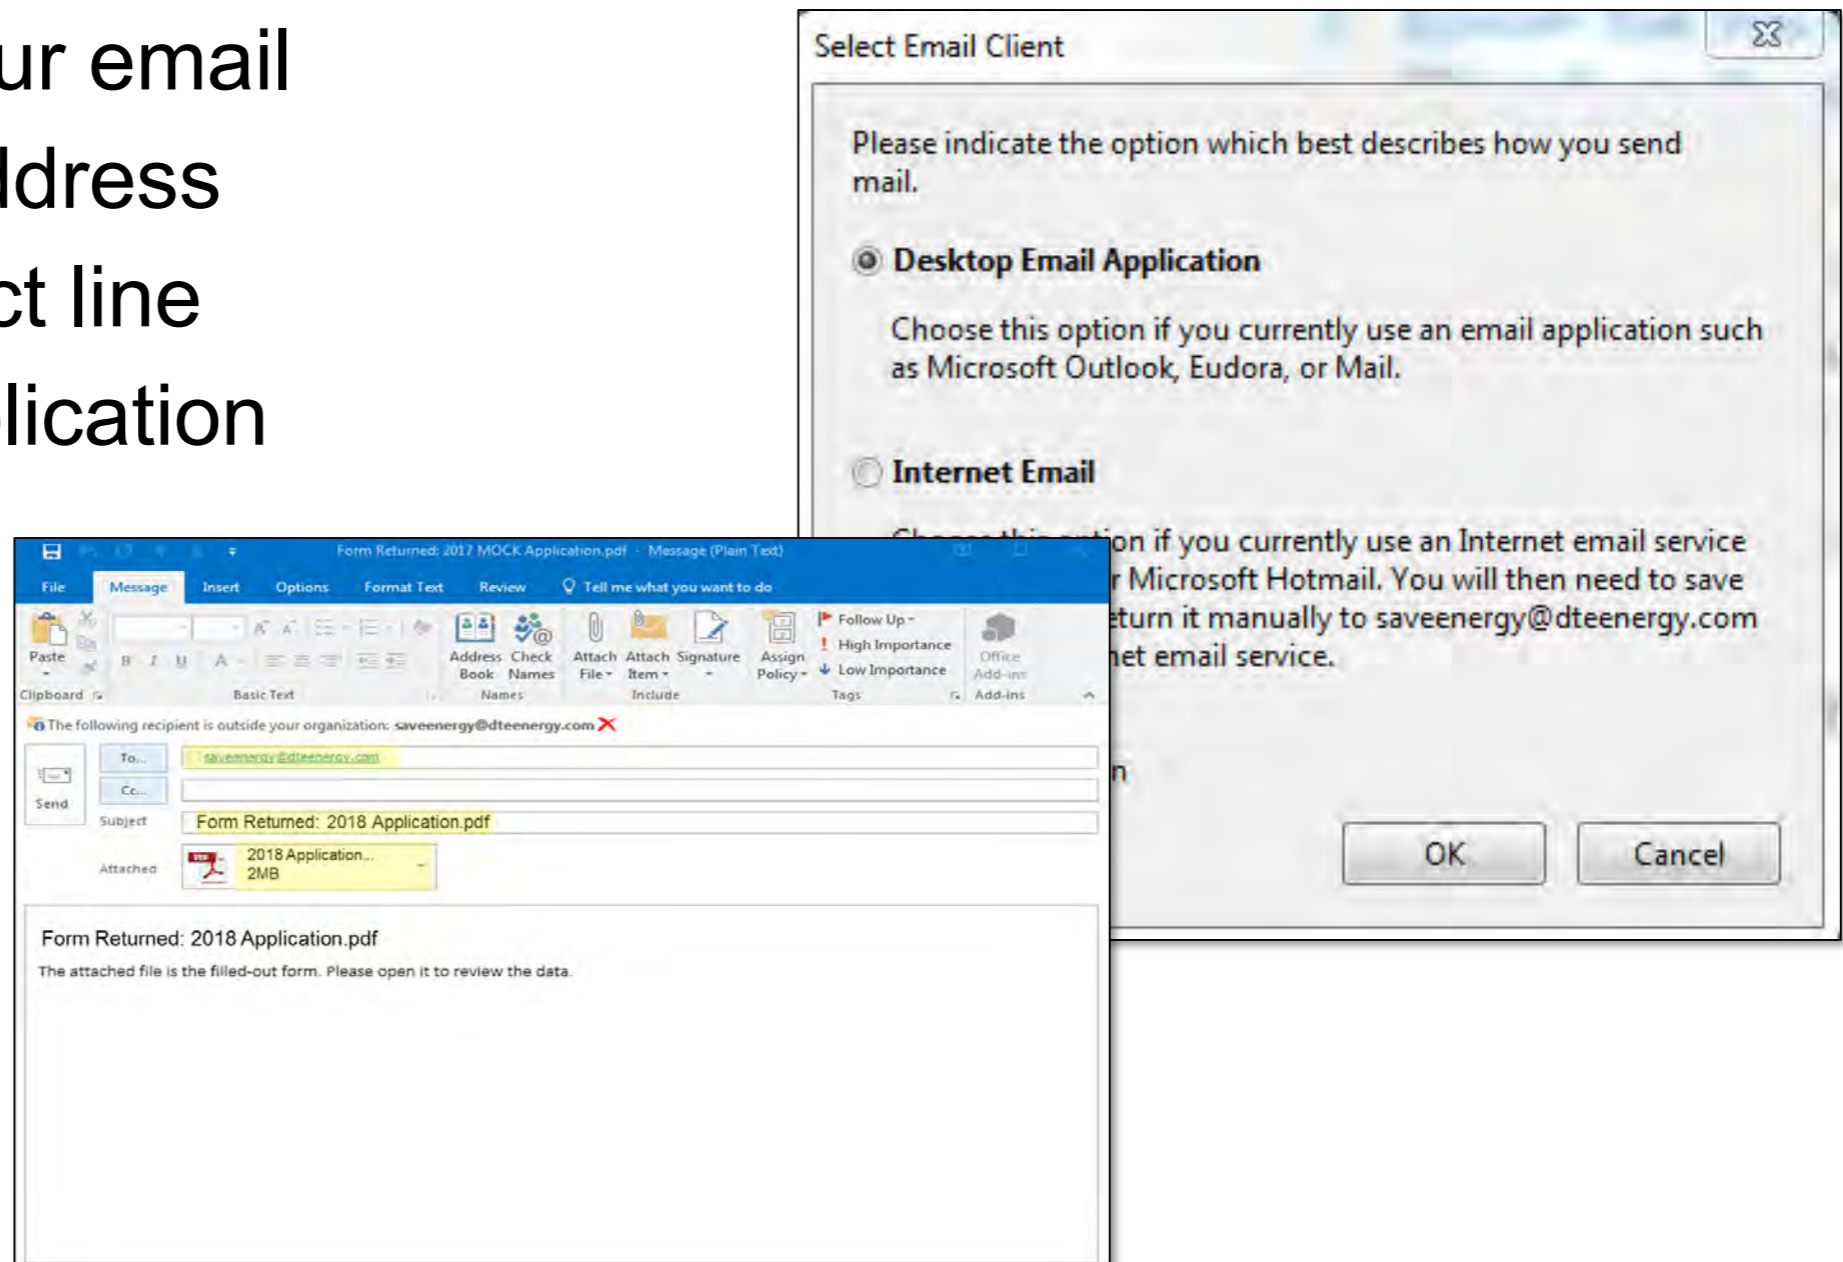 ur email
ddress
ct line
plication
Select Email Client
Please indicate the option which best describes how you send
mail.
Desktop Email Application
Choose this option if you currently use an email application such
as Microsoft Outlook, Eudora, or Mail.
Internet Email
Choose this option if you currently use an Internet email service
r Microsoft Hotmail. You will then need to save
eturn it manually to saveenergy@dteenergy.com
net email service.
n
OK Cancel
Form Returned: 2017 MOCK Application.pdf - Message (Plain Text)
File Message Insert Options Format Text Review Tell me what you want to do
Paste
B I U A
Address Book
Check Names
Attach File
Attach Item
Signature
Assign Policy
Follow Up
High Importance
Low Importance
Office Add-ins
Clipboard Basic Text Names Include Tags Add-ins
The following recipient is outside your organization: saveenergy@dteenergy.com
Send
To... saveenergy@dteenergy.com
Cc...
Subject Form Returned: 2018 Application.pdf
Attached
PDF
2018 Application...
2MB
Form Returned: 2018 Application.pdf
The attached file is the filled-out form. Please open it to review the data.